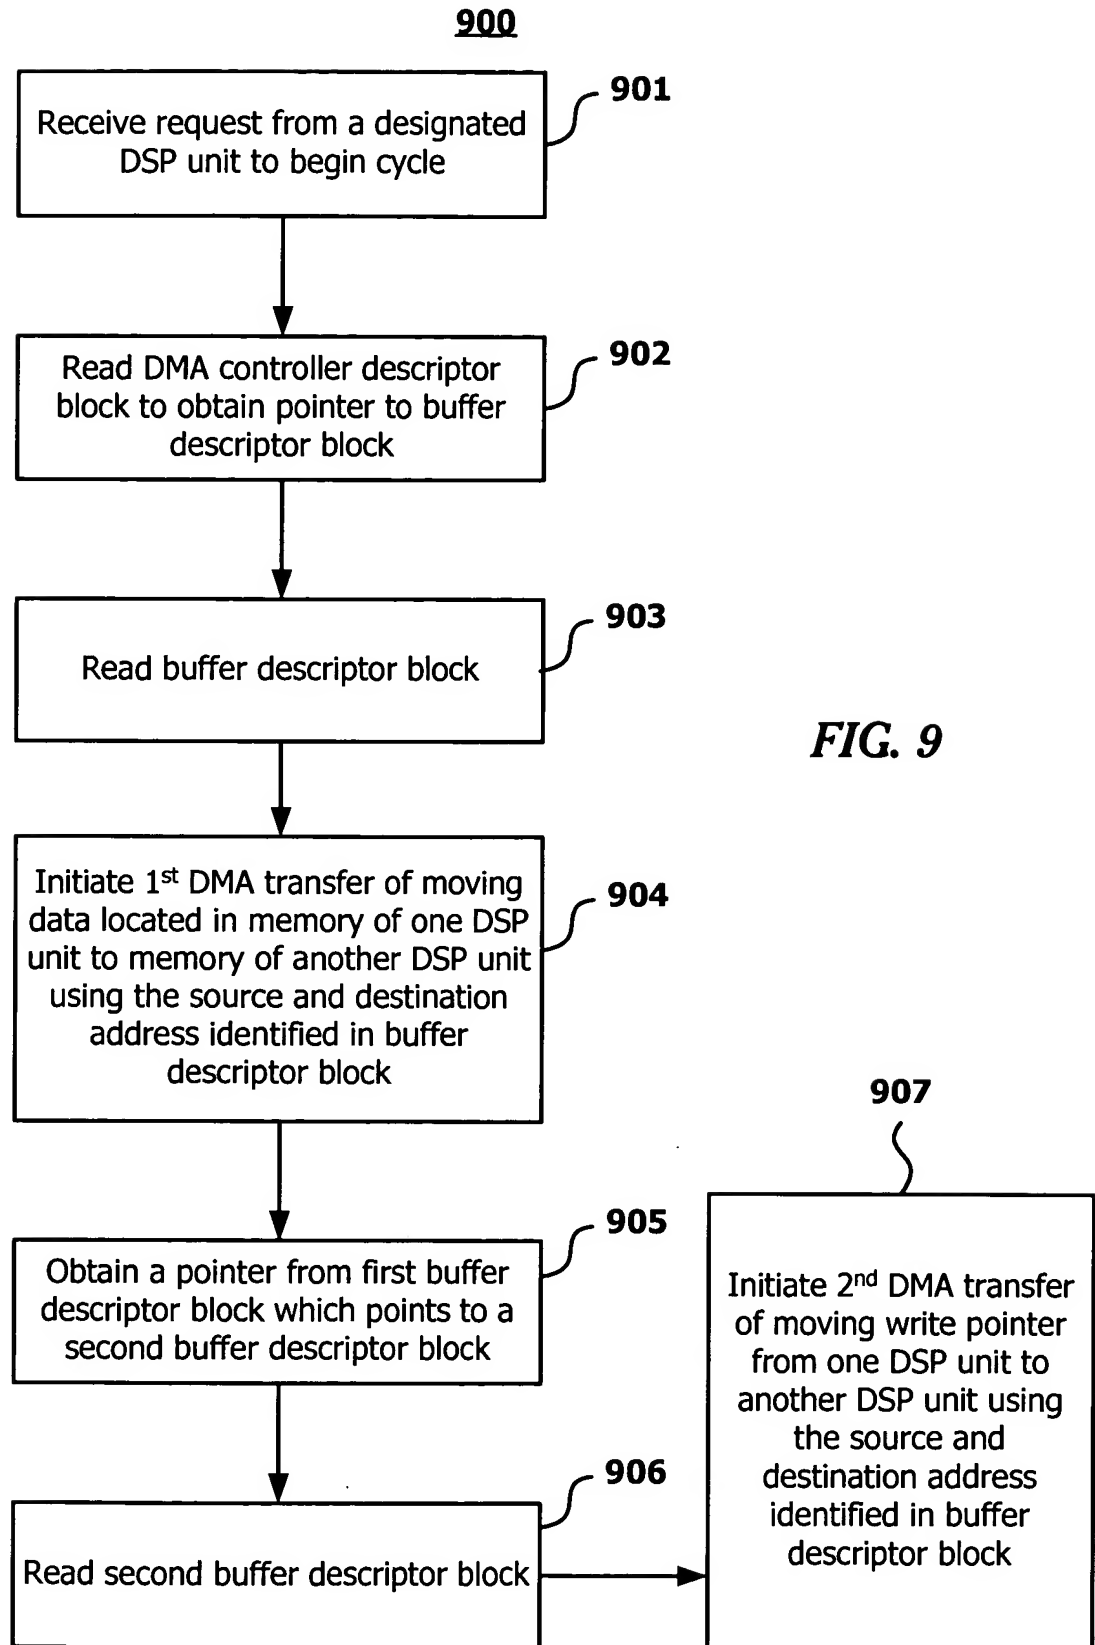 900
901
Receive request from a designated
DSP unit to begin cycle
902
Read DMA controller descriptor
block to obtain pointer to buffer
descriptor block
903
Read buffer descriptor block
FIG. 9
904
Initiate 1st DMA transfer of moving
data located in memory of one DSP
unit to memory of another DSP unit
using the source and destination
address identified in buffer
descriptor block
905
Obtain a pointer from first buffer
descriptor block which points to a
second buffer descriptor block
906
Read second buffer descriptor block
907
Initiate 2nd DMA transfer
of moving write pointer
from one DSP unit to
another DSP unit using
the source and
destination address
identified in buffer
descriptor block